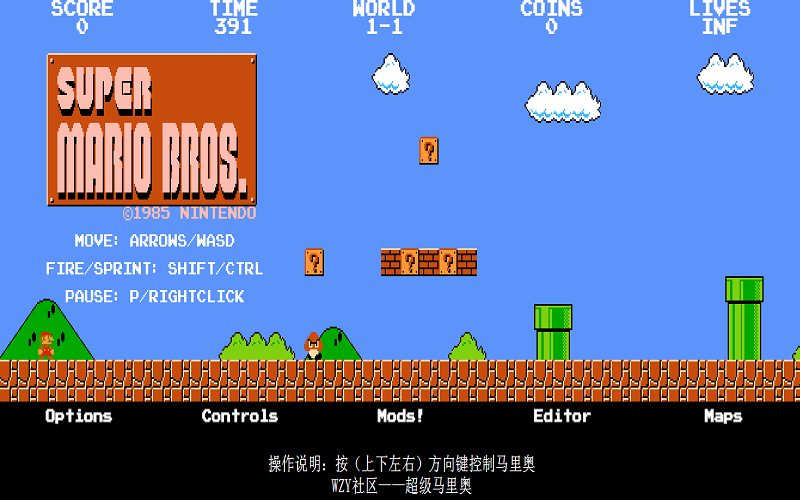 SCORE TIME WORLD COINS LIVES
0 391 1-1 0 INF
SUPER
MARIO BROS.
©1985 NINTENDO
MOVE: ARROWS/WASD
FIRE/SPRINT: SHIFT/CTRL
PAUSE: P/RIGHTCLICK
? 
? ? ?
Options Controls Mods! Editor Maps
操作说明：按（上下左右）方向键控制马里奥
WZY社区——超级马里奥